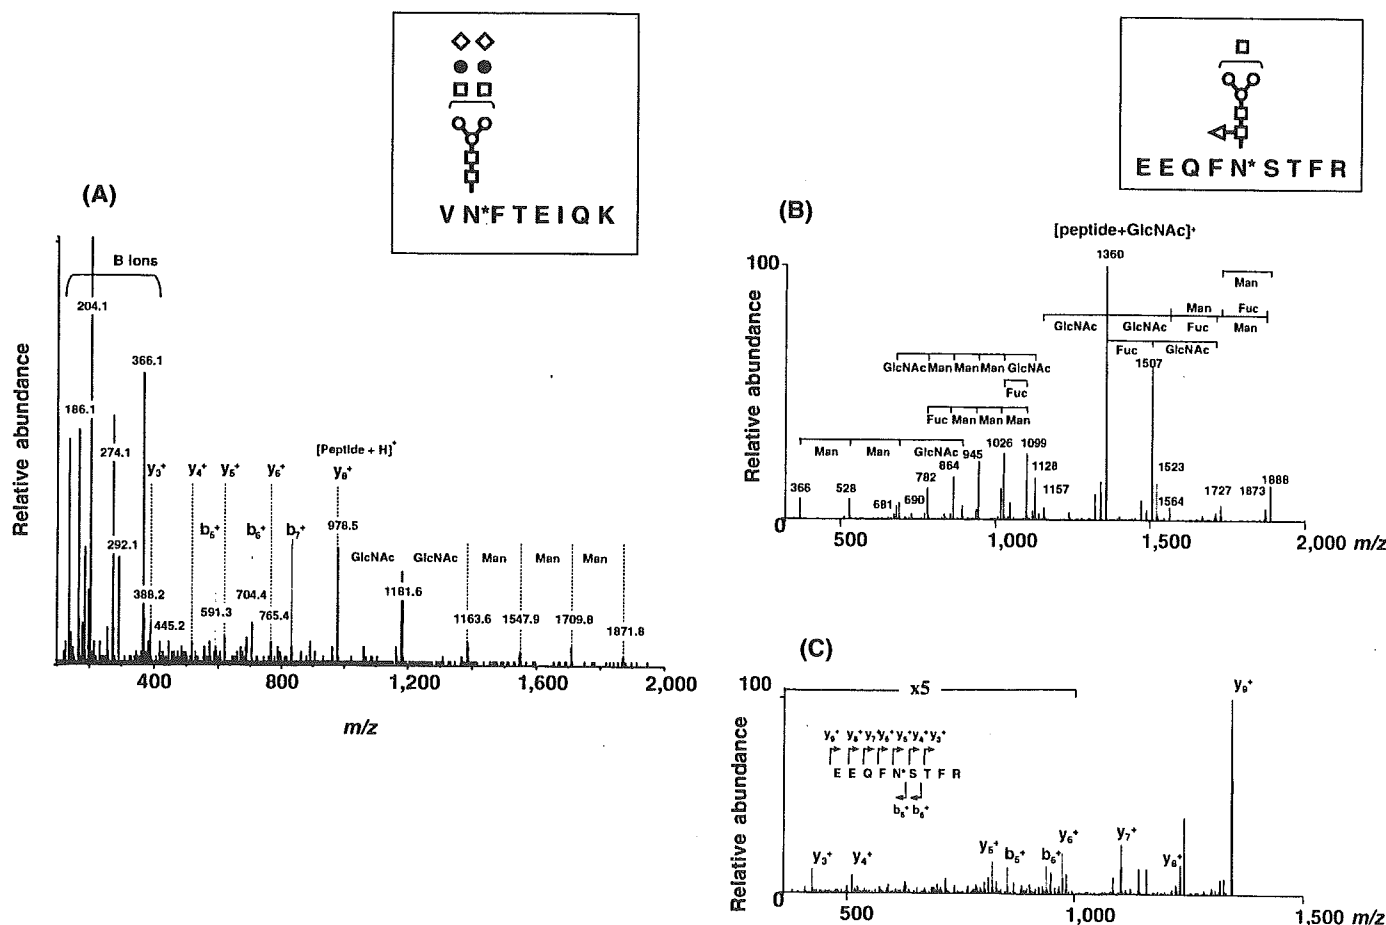 (A)
V N* F T E I Q K
Relative abundance
B Ions
204.1
366.1
186.1
274.1
292.1
388.2
445.2
591.3
704.4
765.4
978.5
1181.6
1163.6
1547.9
1709.8
1871.8
y3+
y4+
y5+
y6+
[Peptide + H]+
y8+
b5+
b6+
b7+
GlcNAc
GlcNAc
Man
Man
Man
400
800
1,200
1,600
2,000
m/z
(B)
E E Q F N* S T F R
[peptide+GlcNAc]+
1360
100
Relative abundance
Man
Man
Fuc
GlcNAc
GlcNAc
Fuc
Man
Fuc
GlcNAc
1507
GlcNAc Man Man Man GlcNAc
Fuc
Fuc Man Man Man
Man
Man
GlcNAc
366
528
681
690
782
864
945
1026
1099
1128
1157
1523
1564
1727
1873
1888
0
500
1,000
1,500
2,000 m/z
(C)
100
x5
y9+
Relative abundance
y9+ y8+ y7+ y6+ y5+ y4+ y3+
E E Q F N* S T F R
b5+ b6+
y3+
y4+
y5+
b5+
b6+
y6+
y7+
y8+
0
500
1,000
1,500
m/z